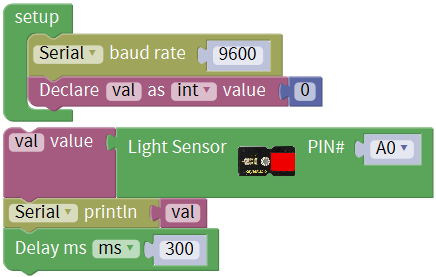 setup
Serial baud rate 9600
Declare val as int value 0
val value Light Sensor PIN# A0
Serial println val
Delay ms ms 300